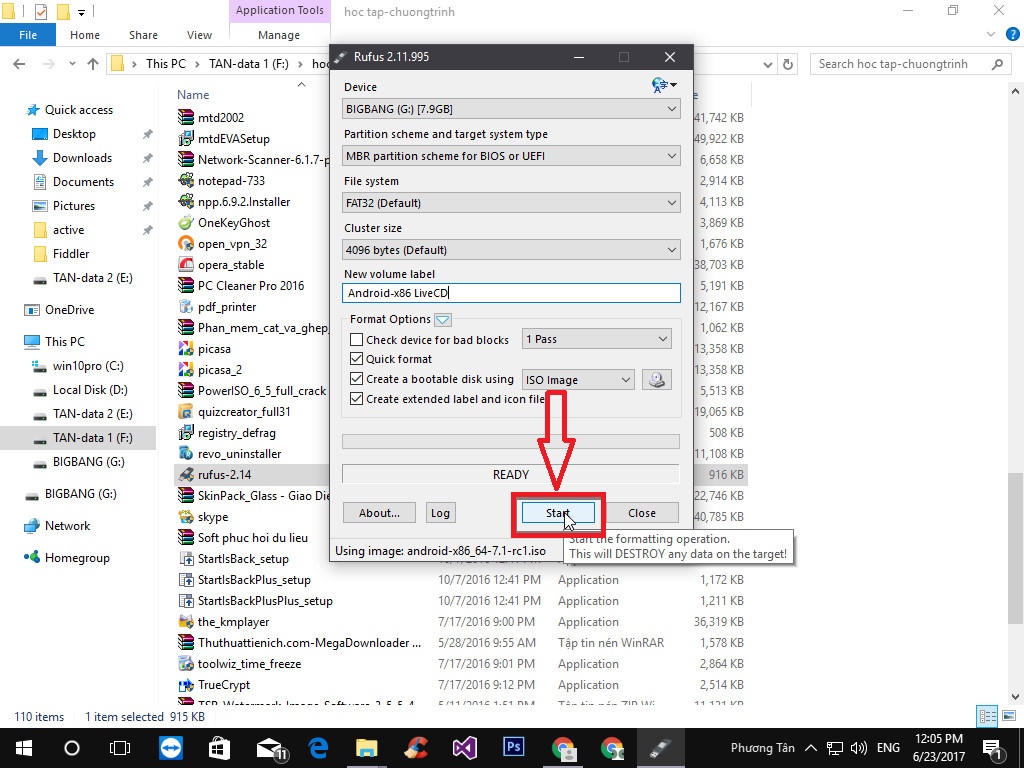 Application Tools
hoc tap-chuongtrinh
File
Home
Share
View
Manage
This PC
TAN-data 1 (F:)
Search hoc tap-chuongtrinh
Quick access
Desktop
Downloads
Documents
Pictures
active
Fiddler
TAN-data 2 (E:)
OneDrive
This PC
win10pro (C:)
Local Disk (D:)
TAN-data 2 (E:)
TAN-data 1 (F:)
BIGBANG (G:)
BIGBANG (G:)
Network
Homegroup
Name
mtd2002 41,742 KB
mtdEVASetup 49,922 KB
Network-Scanner-6.1.7-p 6,658 KB
notepad-733 2,914 KB
npp.6.9.2.Installer 4,113 KB
OneKeyGhost 3,869 KB
open_vpn_32 1,676 KB
opera_stable 38,703 KB
PC Cleaner Pro 2016 18,945 KB
pdf_printer 12,167 KB
Phan_mem_cat_va_ghep_ 1,062 KB
picasa 13,358 KB
picasa_2 13,358 KB
PowerISO_6_5_full_crack 5,513 KB
quizcreator_full31 19,065 KB
registry_defrag 508 KB
revo_uninstaller 11,108 KB
rufus-2.14 916 KB
SkinPack_Glass - Giao Die 22,746 KB
skype 40,785 KB
Soft phuc hoi du lieu
StartIsBack_setup
StartIsBackPlus_setup 10/7/2016 12:41 PM Application 1,172 KB
StartIsBackPlusPlus_setup 10/7/2016 12:41 PM Application 1,211 KB
the_kmplayer 7/17/2016 9:00 PM Application 36,319 KB
Thuthuattienich.com-MegaDownloader ... 5/28/2016 9:55 AM Tập tin nén WinRAR 1,578 KB
toolwiz_time_freeze 7/17/2016 9:01 PM Application 2,864 KB
TrueCrypt 7/17/2016 9:12 PM Application 2,514 KB
Rufus 2.11.995
Device
BIGBANG (G:) [7.9GB]
Partition scheme and target system type
MBR partition scheme for BIOS or UEFI
File system
FAT32 (Default)
Cluster size
4096 bytes (Default)
New volume label
Android-x86 LiveCD
Format Options
Check device for bad blocks
1 Pass
Quick format
Create a bootable disk using
ISO Image
Create extended label and icon file
READY
About...
Log
Start
Close
Using image: android-x86_64-7.1-rc1.iso
Start the formatting operation.
This will DESTROY any data on the target!
110 items
1 item selected 915 KB
11
Ps
Phương Tân
ENG
12:05 PM
6/23/2017
1